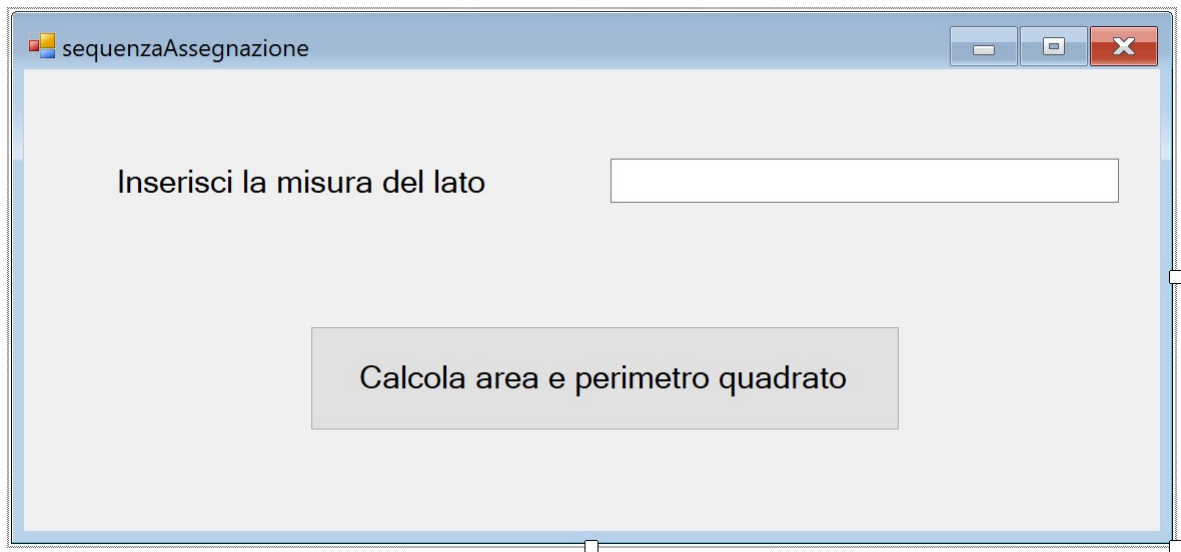 sequenzaAssegnazione
Inserisci la misura del lato
Calcola area e perimetro quadrato